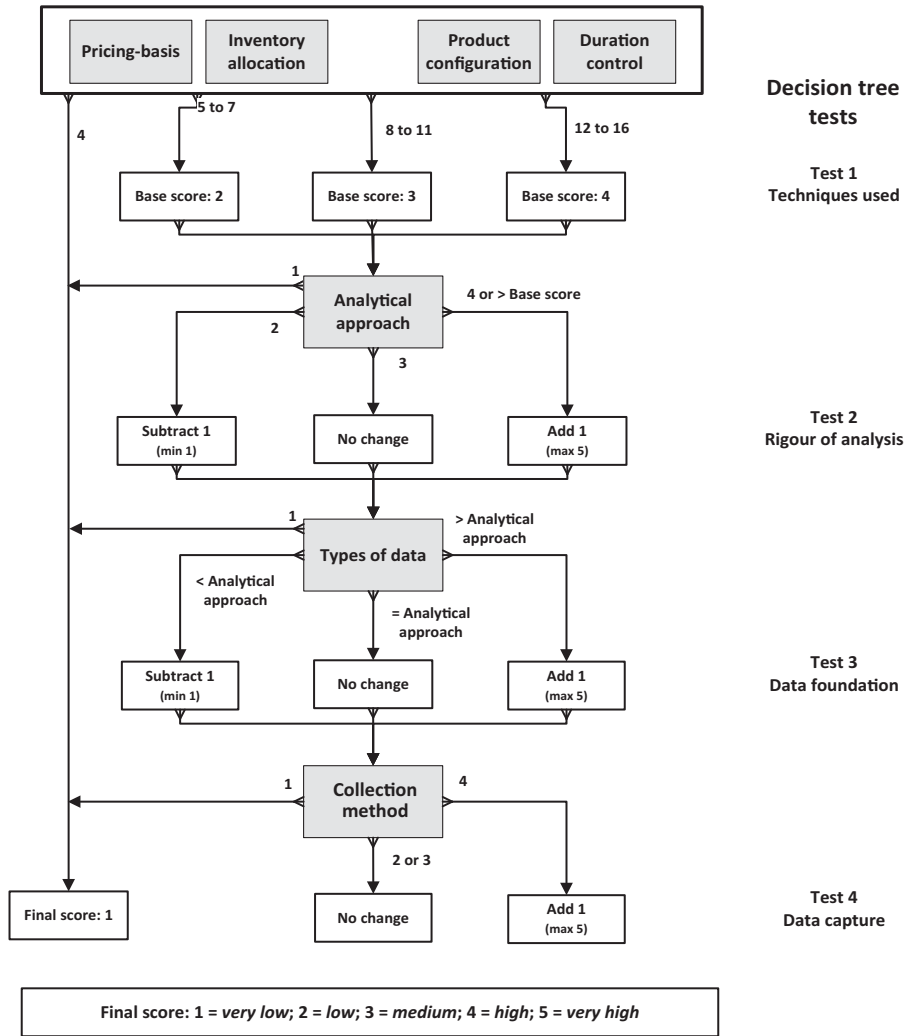 Pricing-basis
Inventory
allocation
Product
configuration
Duration
control
Decision tree
tests
4
5 to 7
8 to 11
12 to 16
Base score: 2
Base score: 3
Base score: 4
Test 1
Techniques used
1
Analytical
approach
4 or > Base score
2
3
Subtract 1
(min 1)
No change
Add 1
(max 5)
Test 2
Rigour of analysis
1
Types of data
> Analytical
approach
< Analytical
approach
= Analytical
approach
Subtract 1
(min 1)
No change
Add 1
(max 5)
Test 3
Data foundation
1
Collection
method
4
2 or 3
Final score: 1
No change
Add 1
(max 5)
Test 4
Data capture
Final score: 1 = very low; 2 = low; 3 = medium; 4 = high; 5 = very high